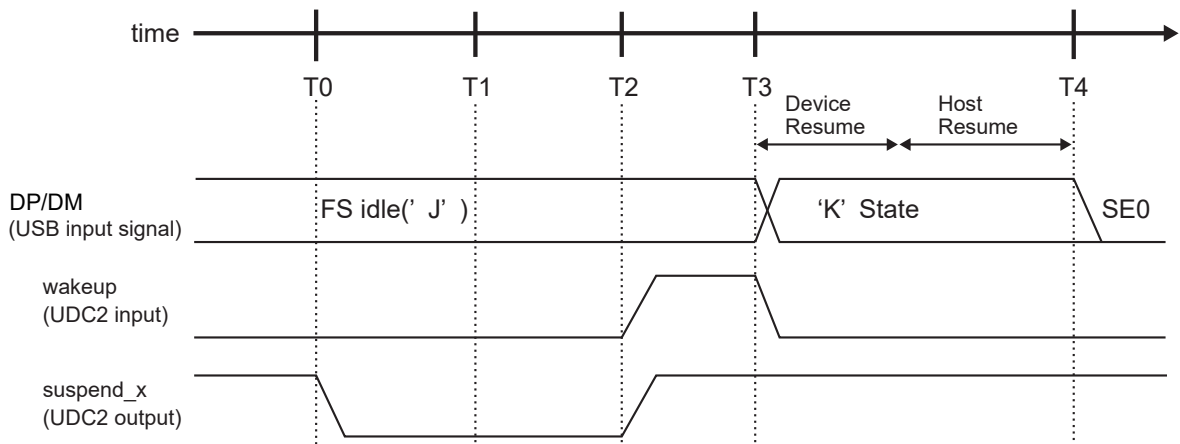 time
T0 T1 T2 T3 T4
Device Host
Resume Resume
DP/DM
(USB input signal)
FS idle(’ J’ )
‘K’ State
SE0
wakeup
(UDC2 input)
suspend_x
(UDC2 output)